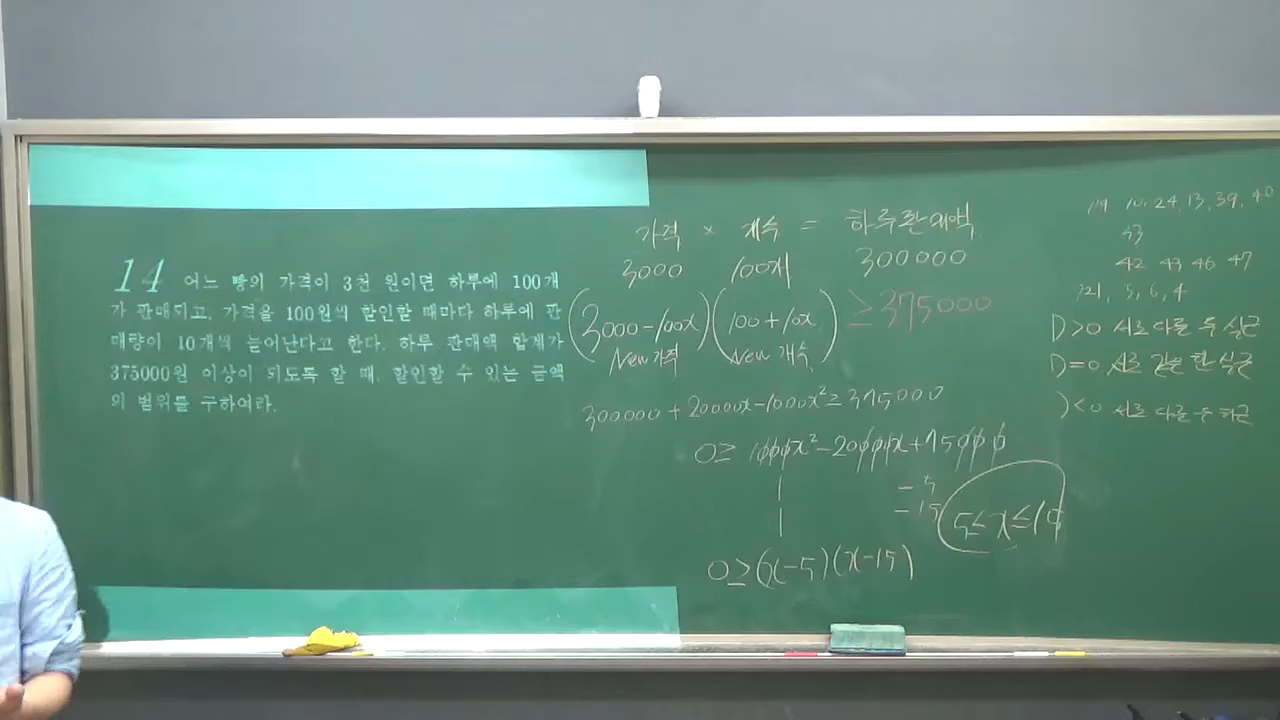 14 어느 빵의 가격이 3천 원이면 하루에 100개
가 판매되고, 가격을 100원씩 할인할 때마다 하루에 판
매량이 10개씩 늘어난다고 한다. 하루 판매액 합계가
375000원 이상이 되도록 할 때, 할인할 수 있는 금액
의 범위를 구하여라.
가격 × 개수 = 하루판매액
3000 100개 300000
(3000-100x)(100+10x) ≥375000
New 가격 New 개수
300000+20000x-1000x²≥375000
0≥ 1000x²-20000x+75000
1 -5
1 -15
5≤x≤15
0≥(x-5)(x-15)
24, 13, 39, 40
42 43 46 47
D>0 서로 다른 두 실근
D=0 서로 같은 한 실근
<0 서로 다른 두 허근